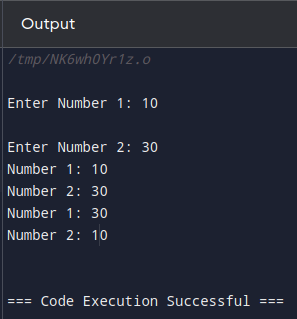 Output
/tmp/NK6wh0Yr1z.o
Enter Number 1: 10
Enter Number 2: 30
Number 1: 10
Number 2: 30
Number 1: 30
Number 2: 10
=== Code Execution Successful ===